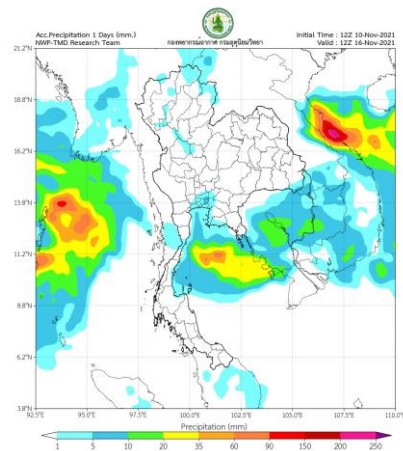 Acc.Precipitation 1 Days (mm.)
NWP-TMD Research Team
กองพยากรณ์อากาศ กรมอุตุนิยมวิทยา
Initial Time : 12Z 10-Nov-2021
Valid : 12Z 16-Nov-2021
21.2°N
18.8°N
16.2°N
13.8°N
11.2°N
8.8°N
6.2°N
3.8°N
92.5°E 95.0°E 97.5°E 100.0°E 102.5°E 105.0°E 107.5°E 110.0°E
Precipitation (mm)
1 5 10 20 35 60 90 150 200 250